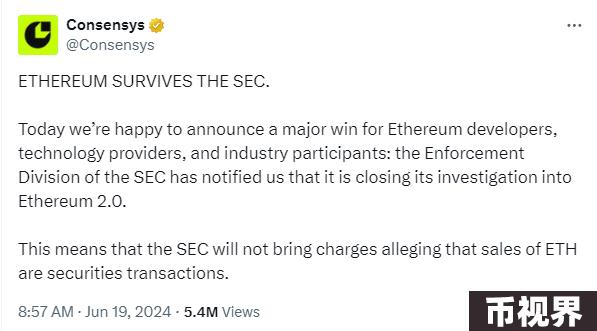 Consensys
@Consensys
ETHEREUM SURVIVES THE SEC.
Today we're happy to announce a major win for Ethereum developers,
technology providers, and industry participants: the Enforcement
Division of the SEC has notified us that it is closing its investigation into
Ethereum 2.0.
This means that the SEC will not bring charges alleging that sales of ETH
are securities transactions.
8:57 AM · Jun 19, 2024 · 5.4M Views
币视界